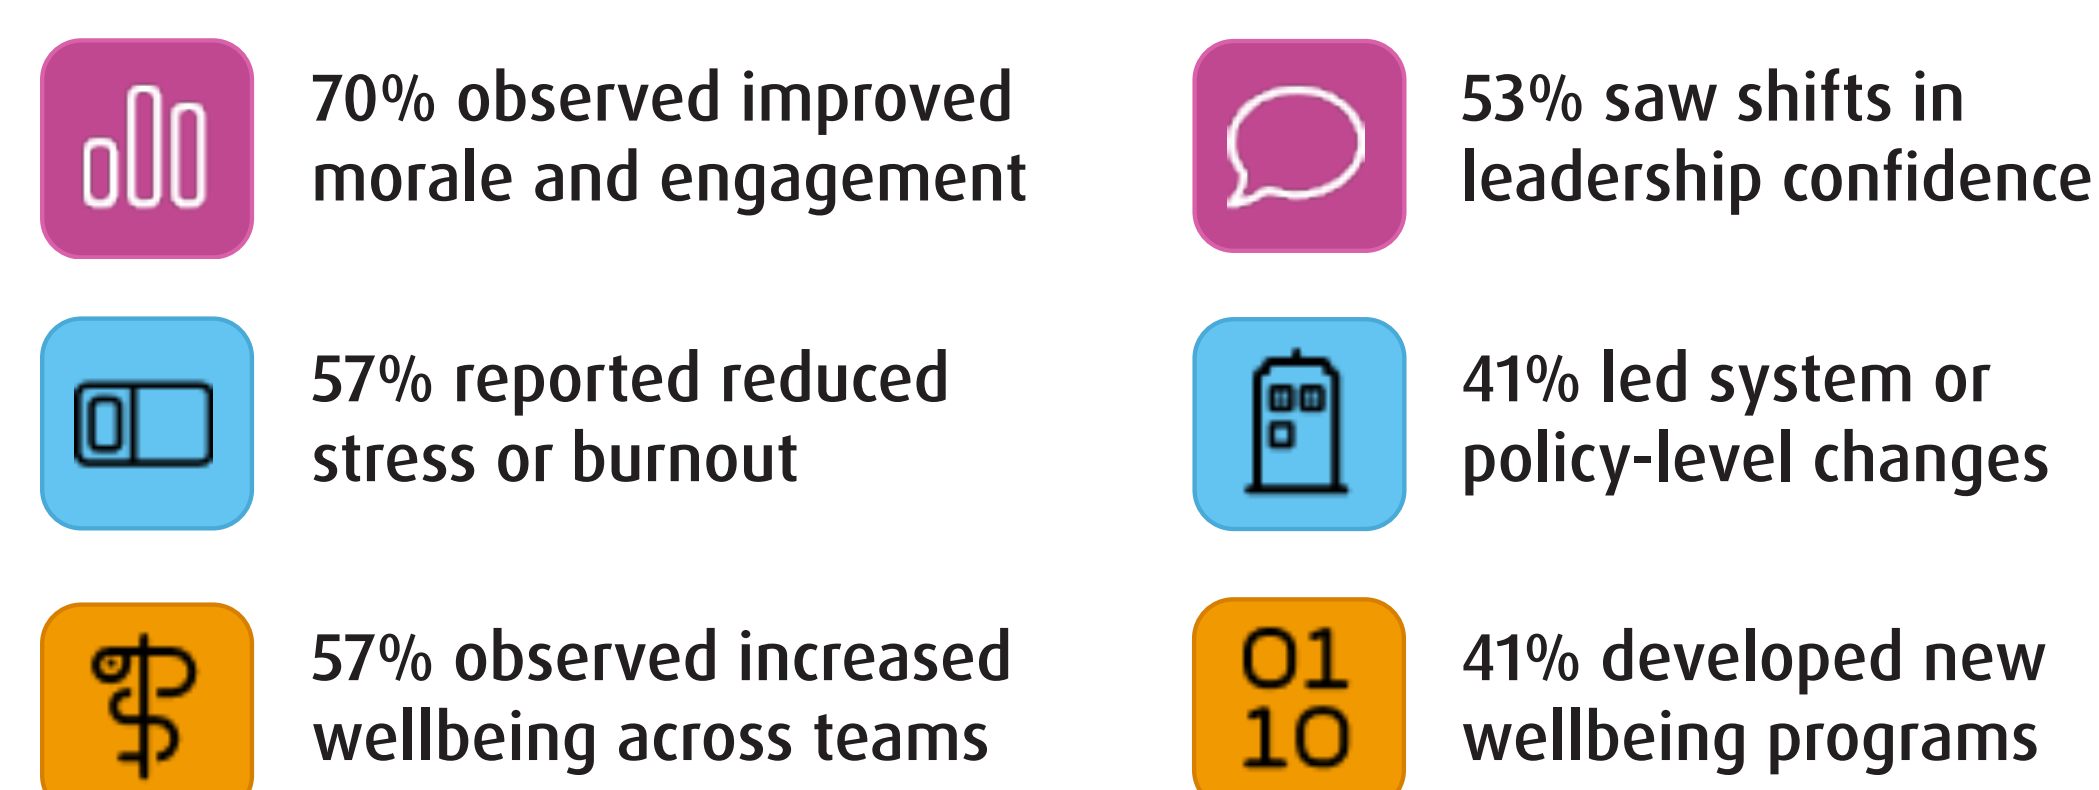 70% observed improved
morale and engagement
53% saw shifts in
leadership confidence
57% reported reduced
stress or burnout
41% led system or
policy-level changes
57% observed increased
wellbeing across teams
01
10
41% developed new
wellbeing programs